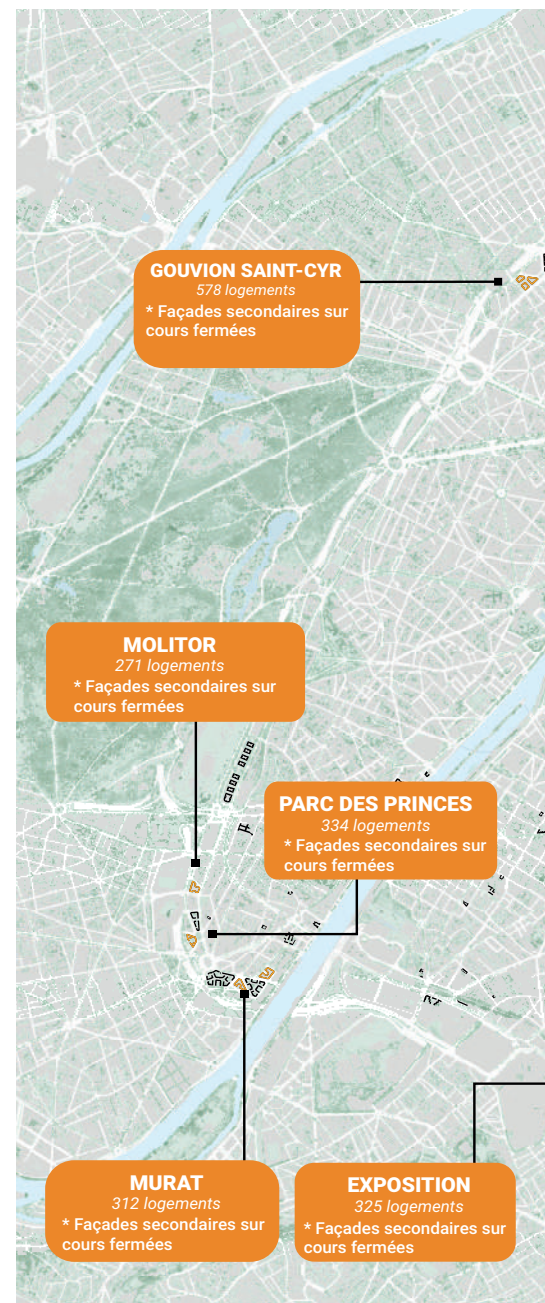 GOUVION SAINT-CYR
578 logements
* Façades secondaires sur
cours fermées
MOLITOR
271 logements
* Façades secondaires sur
cours fermées
PARC DES PRINCES
334 logements
* Façades secondaires sur
cours fermées
MURAT
312 logements
* Façades secondaires sur
cours fermées
EXPOSITION
325 logements
* Façades secondaires sur
cours fermées